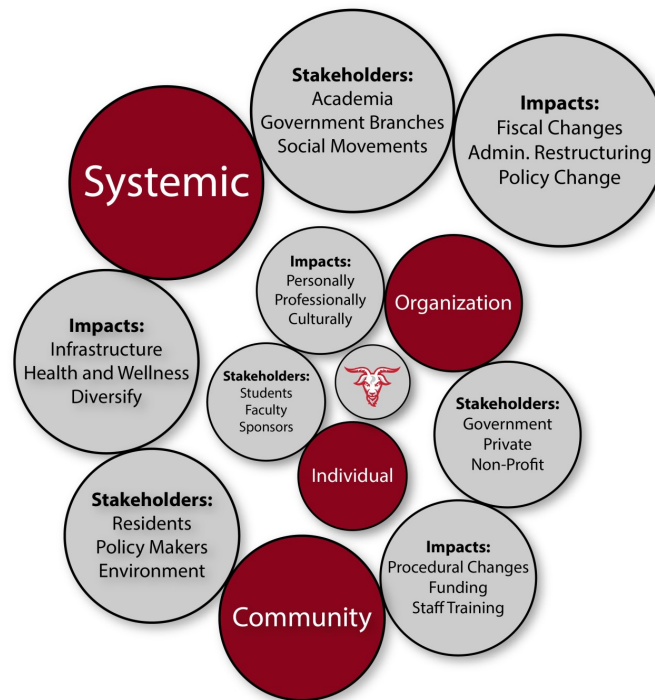 Stakeholders:
Academia
Government Branches
Social Movements
Impacts:
Fiscal Changes
Admin. Restructuring
Policy Change
Systemic
Impacts:
Personally
Professionally
Culturally
Organization
Impacts:
Infrastructure
Health and Wellness
Diversify
Stakeholders:
Students
Faculty
Sponsors
Stakeholders:
Government
Private
Non-Profit
Individual
Stakeholders:
Residents
Policy Makers
Environment
Impacts:
Procedural Changes
Funding
Staff Training
Community